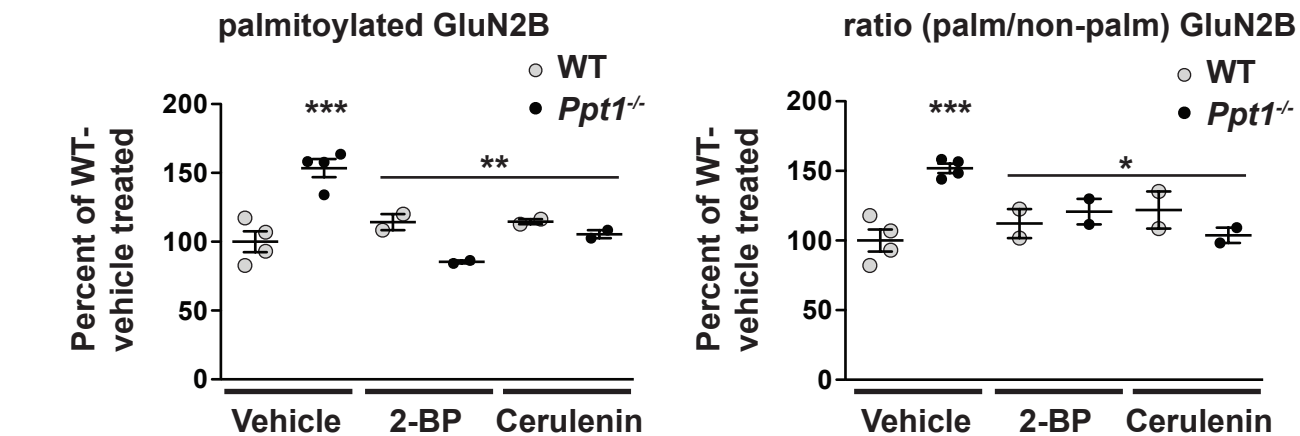 palmitoylated GluN2B
WT
Ppt1-/-
Percent of WT-
vehicle treated
200
150
100
50
0
***
**
Vehicle
2-BP
Cerulenin
ratio (palm/non-palm) GluN2B
WT
Ppt1-/-
Percent of WT-
vehicle treated
200
150
100
50
0
***
*
Vehicle
2-BP
Cerulenin